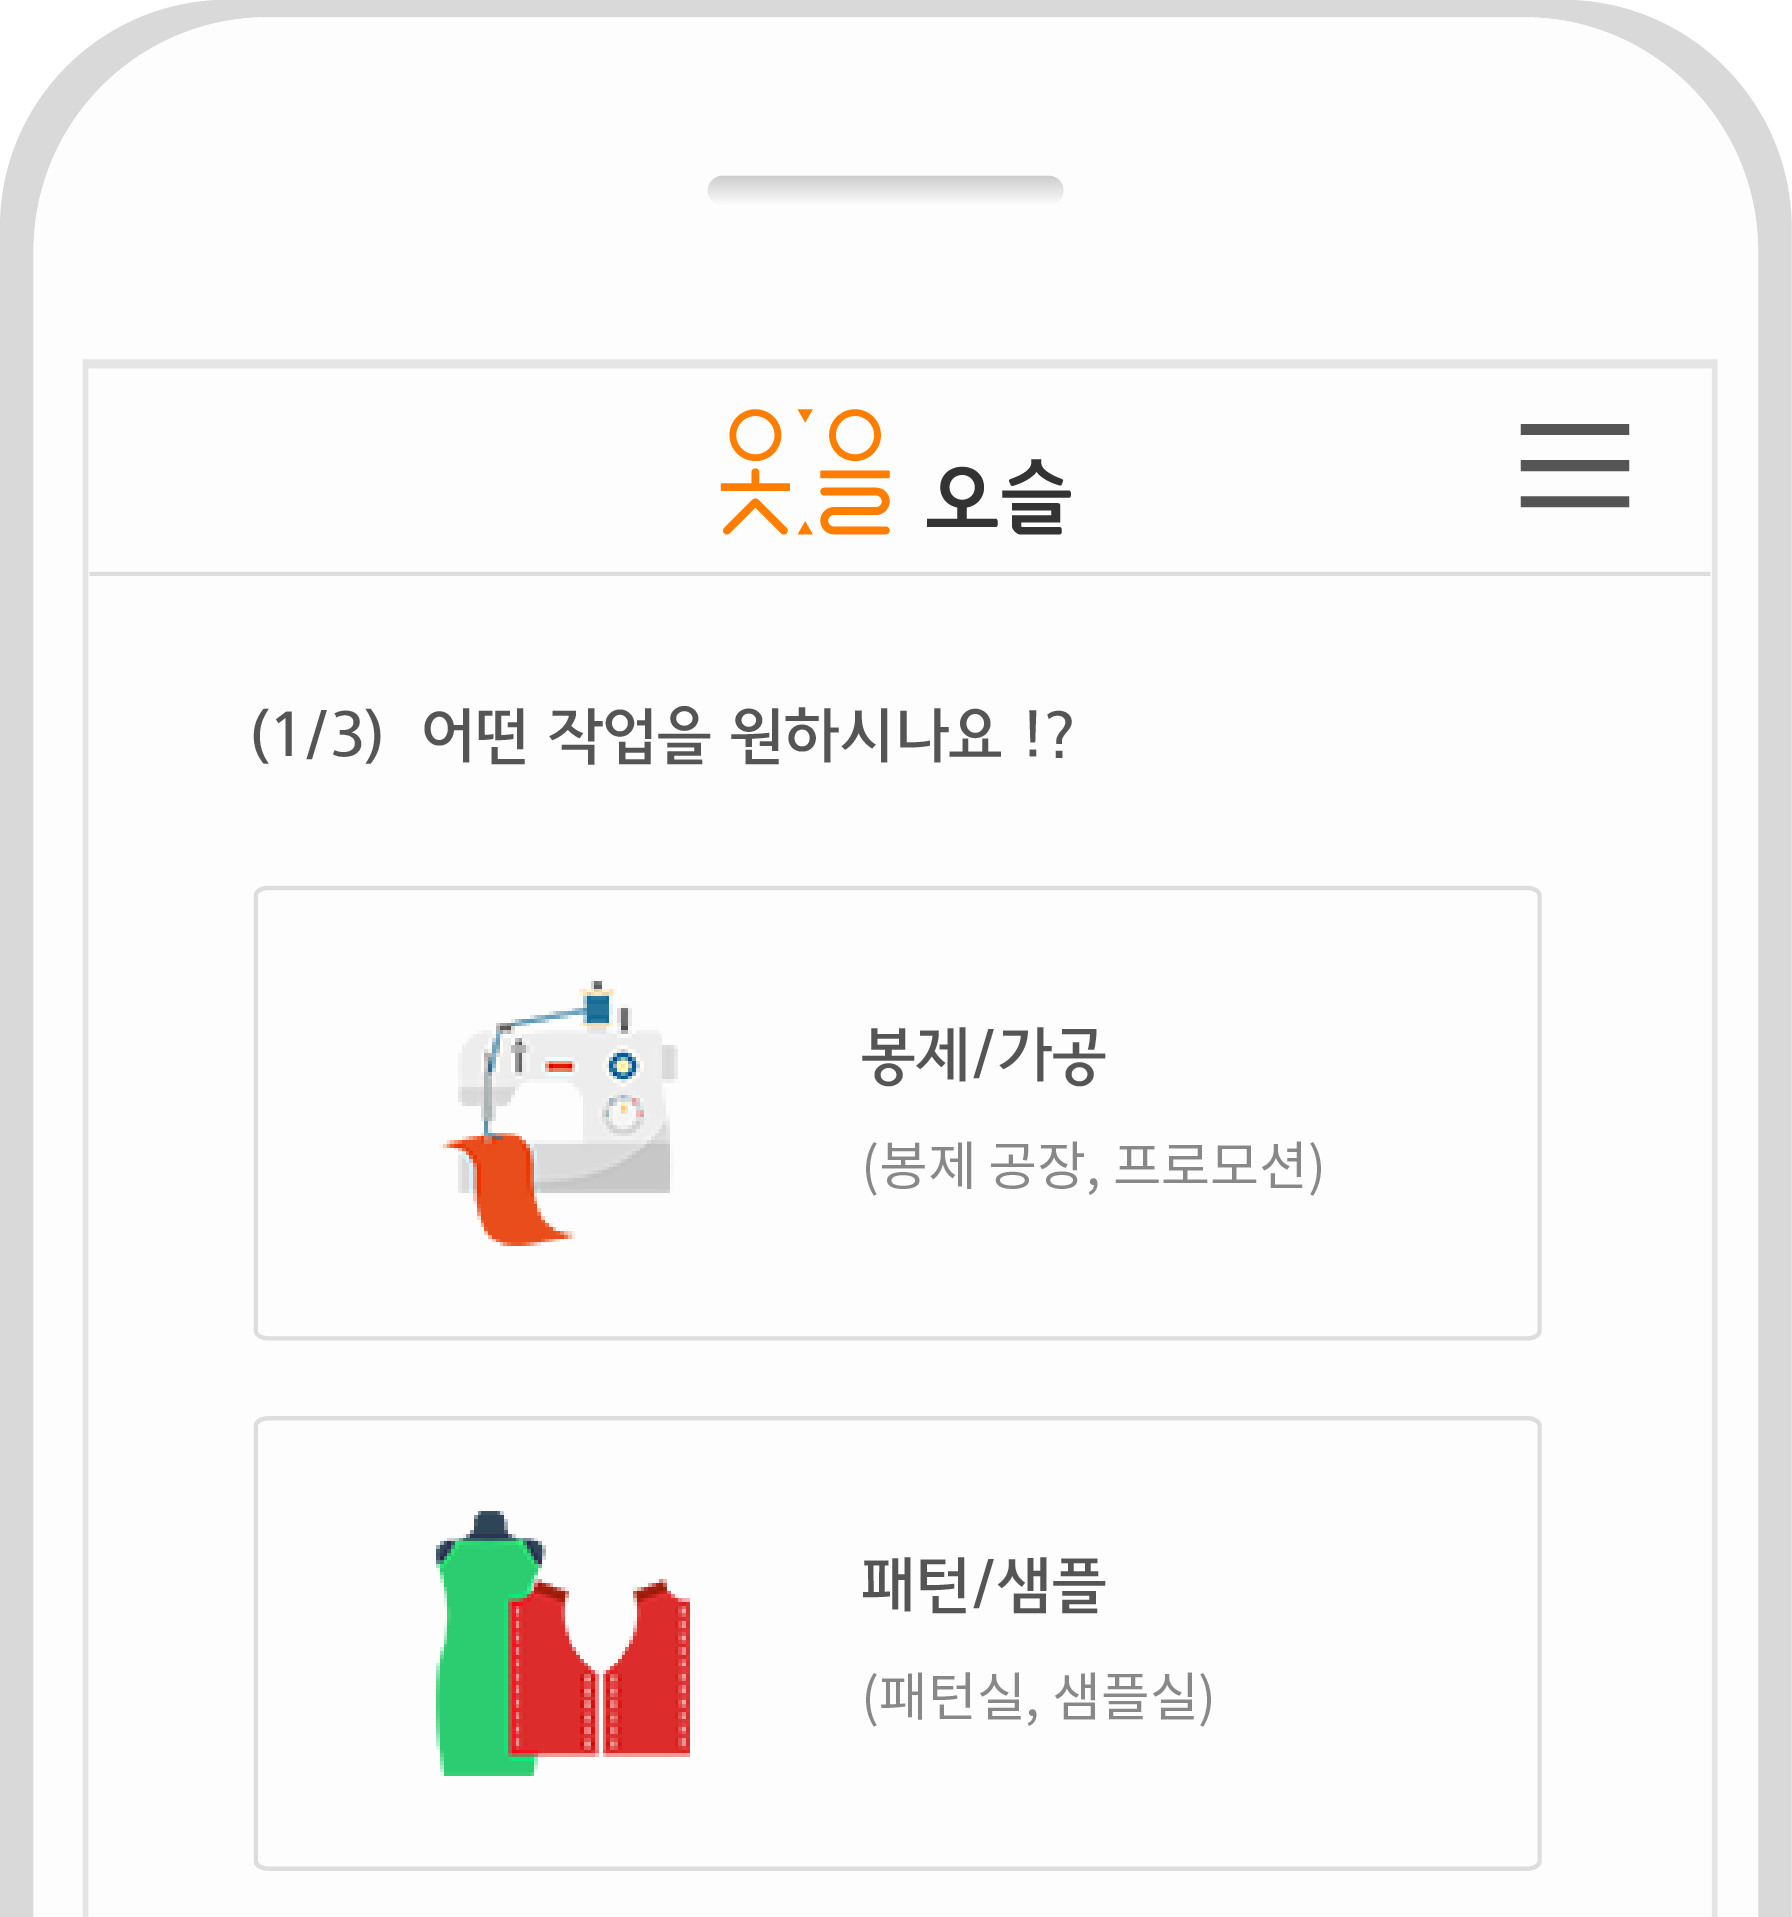 옷을 오슬
(1/3) 어떤 작업을 원하시나요 !?
봉제/가공
(봉제 공장, 프로모션)
패턴/샘플
(패턴실, 샘플실)